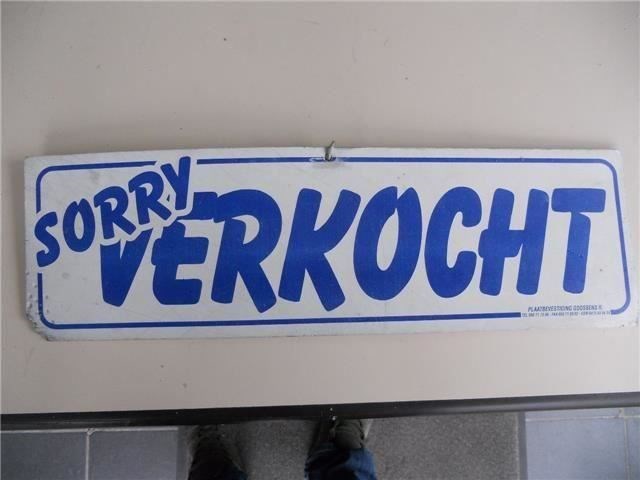 SORRY
VERKOCHT
PLAATBEVESTIGING GOOSSENS R.